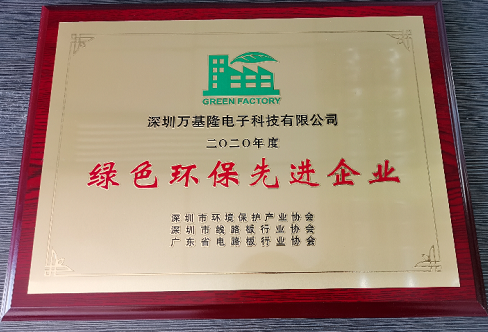 GREEN FACTORY
深圳万基隆电子科技有限公司
二〇二〇年度
绿色环保先进企业
深圳市环境保护产业协会
深圳市线路板行业协会
广东省电路板行业协会